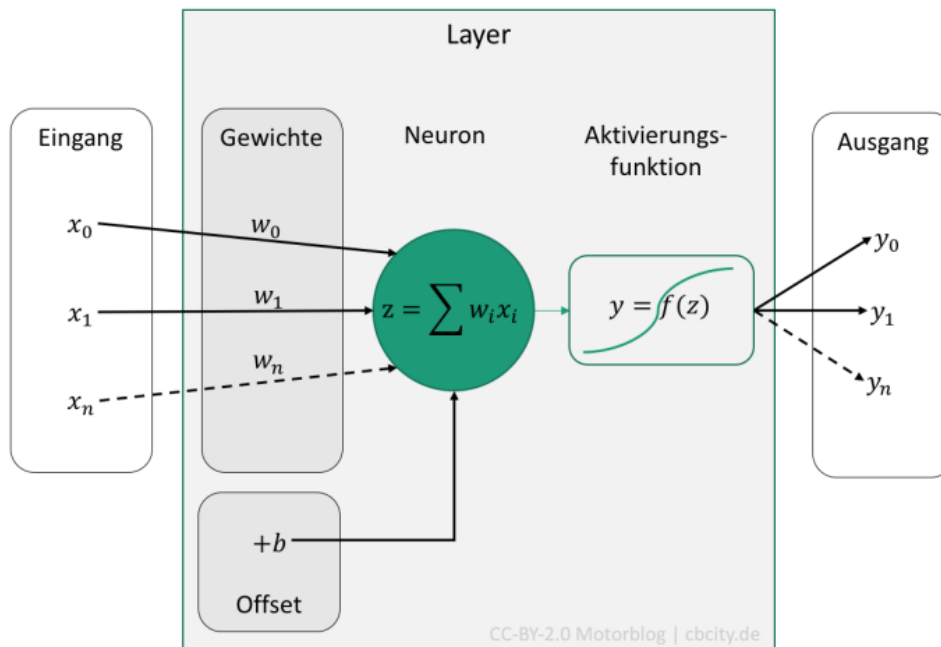 Layer
Eingang
Gewichte
Neuron
Aktivierungs-
funktion
Ausgang
x₀
w₀
y₀
x₁
w₁
z = ∑ wᵢxᵢ
y = f(z)
y₁
xₙ
wₙ
yₙ
+b
Offset
CC-BY-2.0 Motorblog | cbcity.de